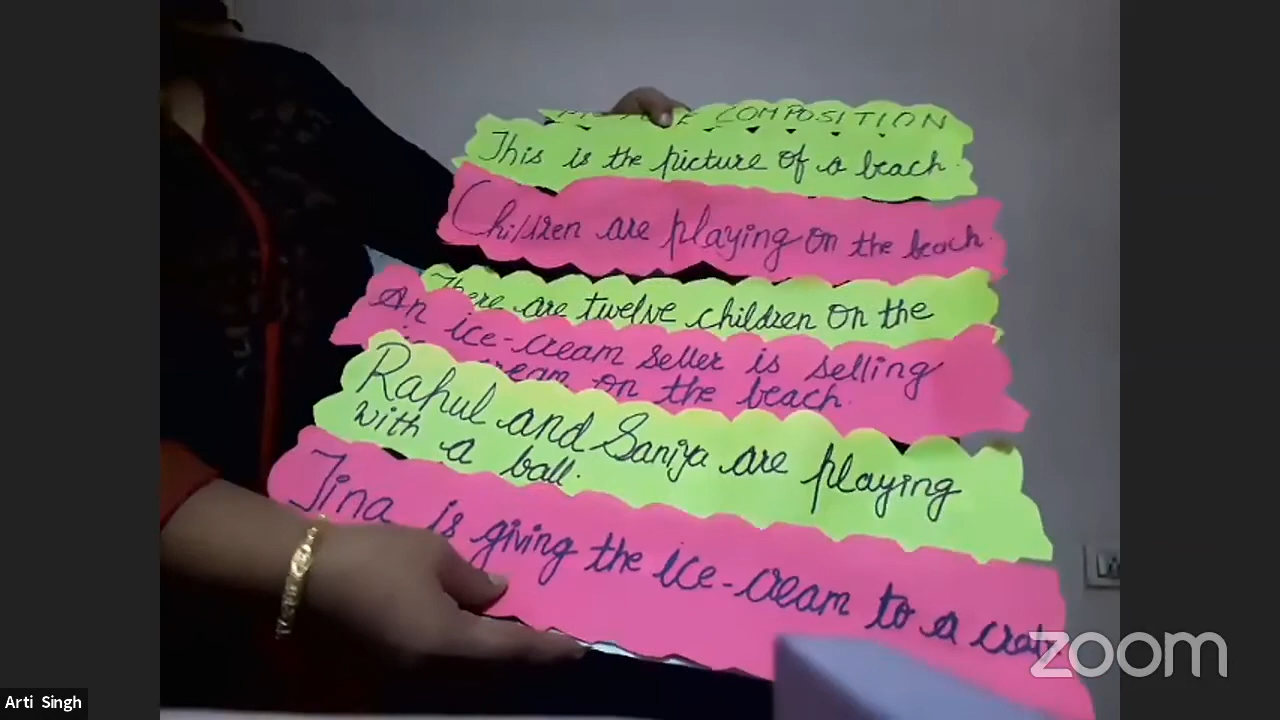 COMPOSITION
This is the picture of a beach.
Children are playing on the beach.
There are twelve children on the
An ice-cream seller is selling
cream on the beach.
Rahul and Saniya are playing
with a ball.
Tina is giving the ice-cream to a
zoom
Arti Singh